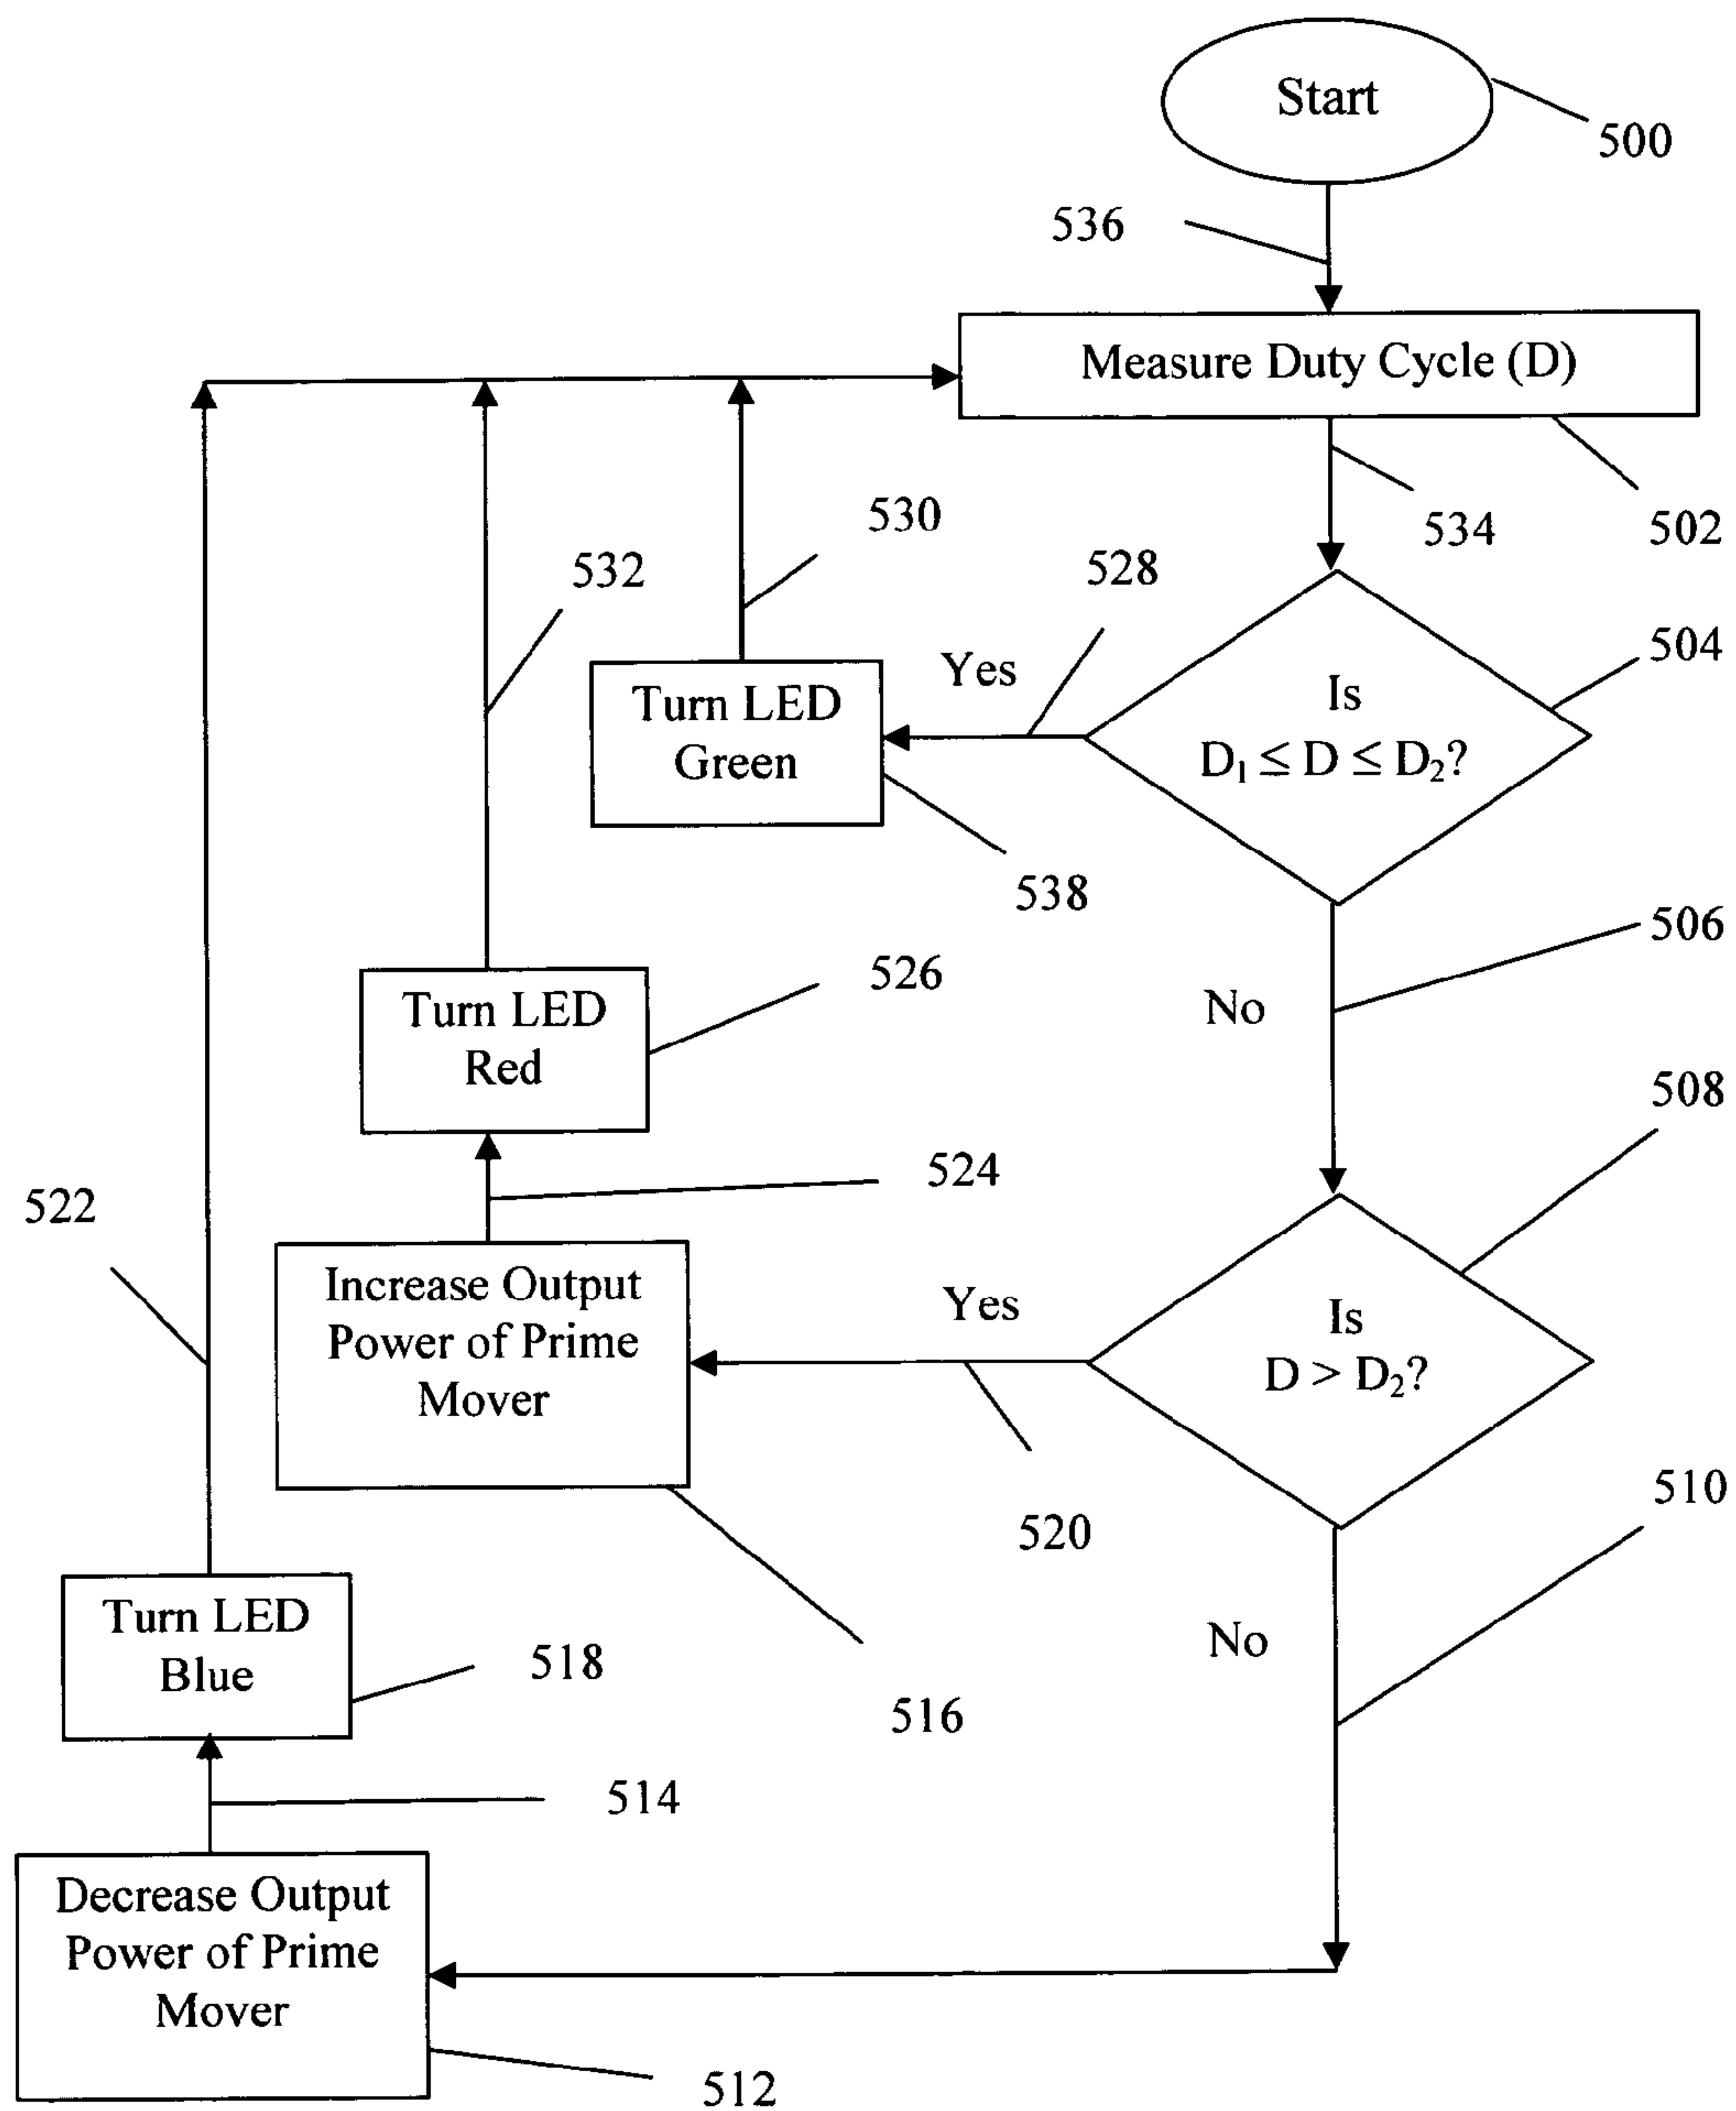 Start
500
536
Measure Duty Cycle (D)
530
534
502
532
528
504
Yes
Turn LED
Green
Is
D₁ ≤ D ≤ D₂?
538
506
526
No
Turn LED
Red
508
524
522
Increase Output
Power of Prime
Mover
Yes
Is
D > D₂?
510
520
Turn LED
Blue
518
No
516
514
Decrease Output
Power of Prime
Mover
512